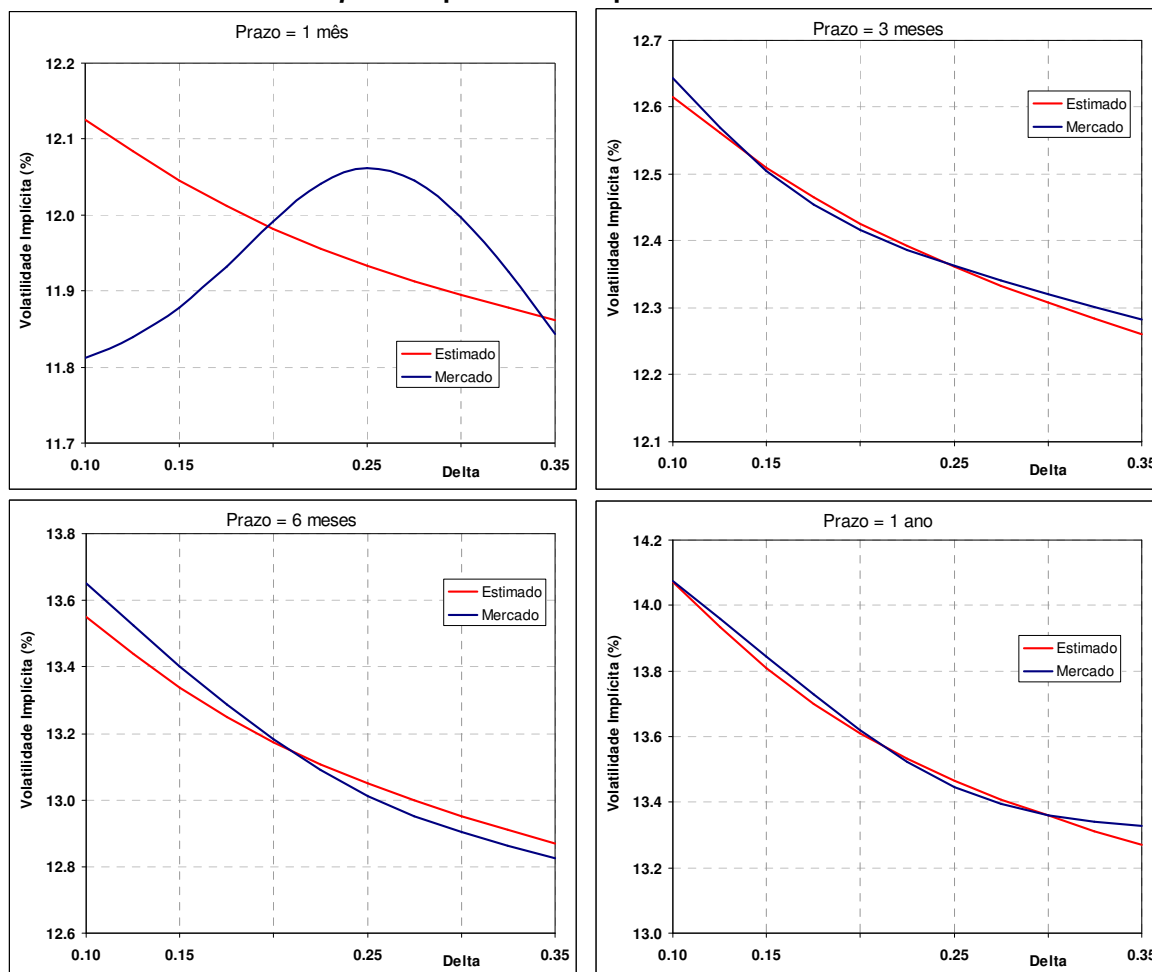 Prazo = 1 mês
12.2
12.1
12.0
11.9
11.8
11.7
Volatilidade Implícita (%)
Estimado
Mercado
0.10
0.15
0.25
0.35
Delta
Prazo = 3 meses
12.7
12.6
12.5
12.4
12.3
12.2
12.1
Volatilidade Implícita (%)
Estimado
Mercado
0.10
0.15
0.25
0.35
Delta
Prazo = 6 meses
13.8
13.6
13.4
13.2
13.0
12.8
12.6
Volatilidade Implícita (%)
Estimado
Mercado
0.10
0.15
0.25
0.35
Delta
Prazo = 1 ano
14.2
14.0
13.8
13.6
13.4
13.2
13.0
Volatilidade Implícita (%)
Estimado
Mercado
0.10
0.15
0.25
0.35
Delta